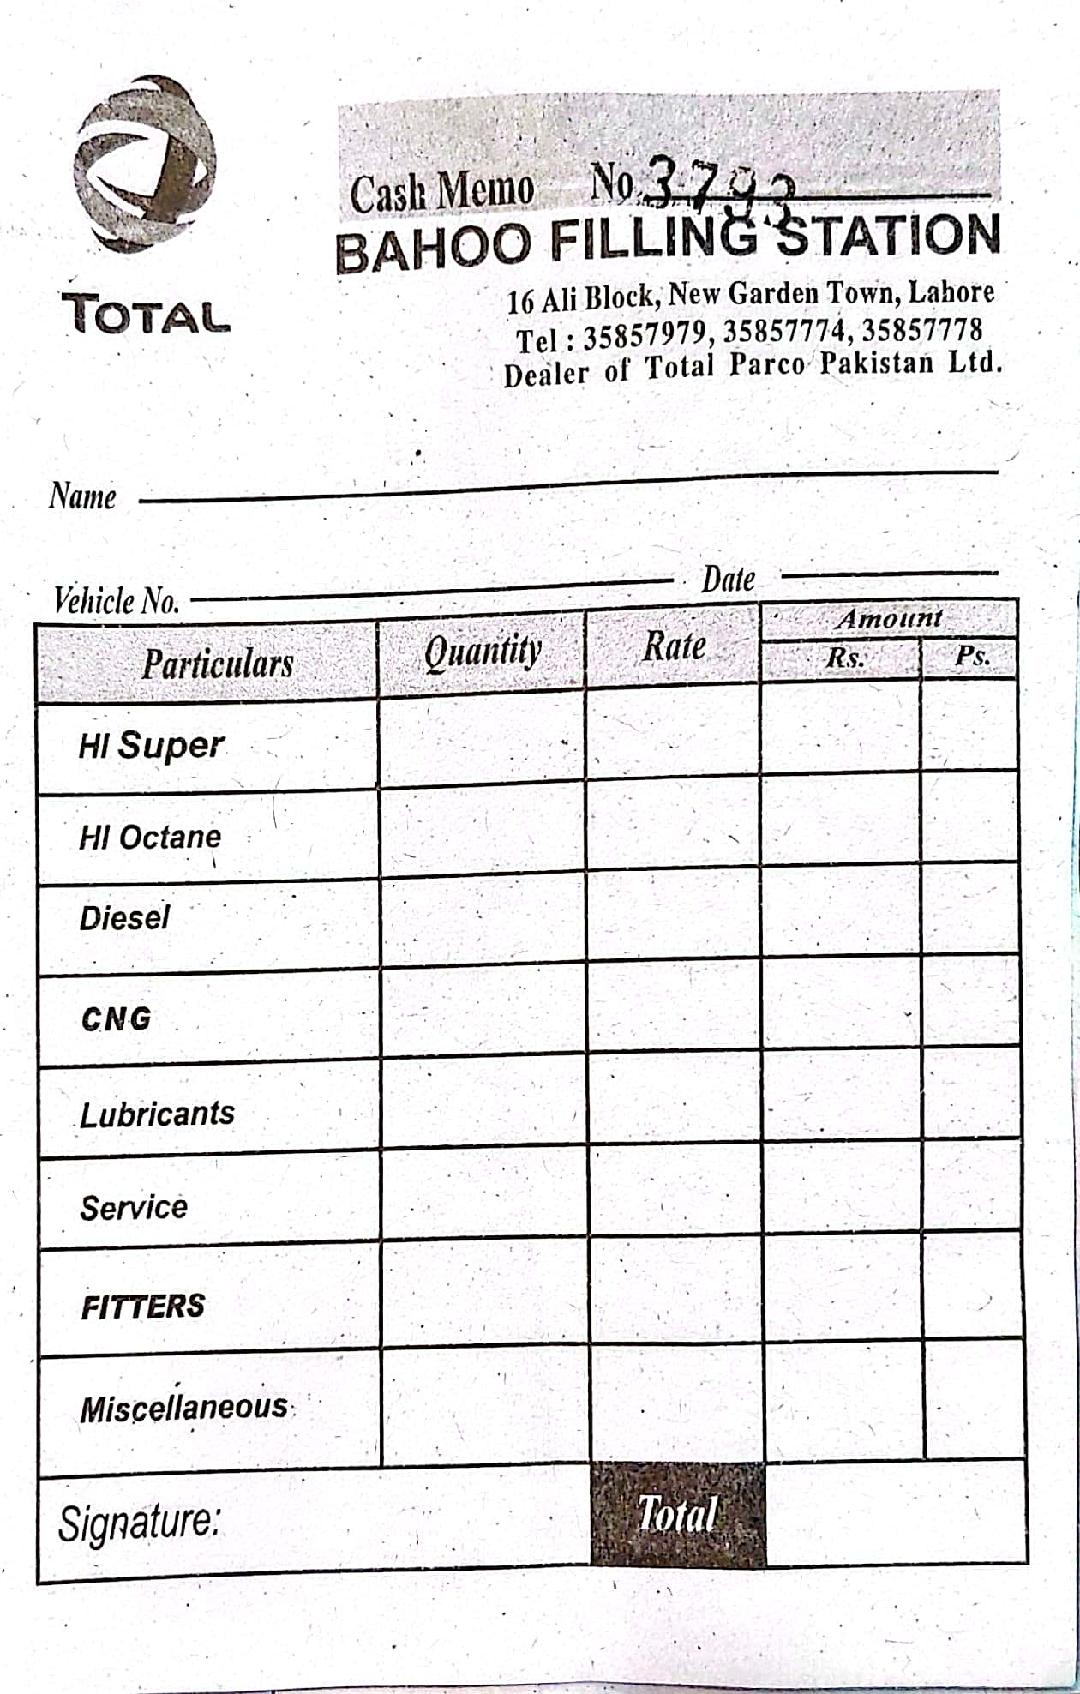 TOTAL
Cash Memo No. 3793
BAHOO FILLING STATION
16 Ali Block, New Garden Town, Lahore
Tel : 35857979, 35857774, 35857778
Dealer of Total Parco Pakistan Ltd.
Name
Vehicle No. Date
Particulars Quantity Rate Amount
Rs. Ps.
HI Super
HI Octane
Diesel
CNG
Lubricants
Service
FITTERS
Miscellaneous
Signature: Total